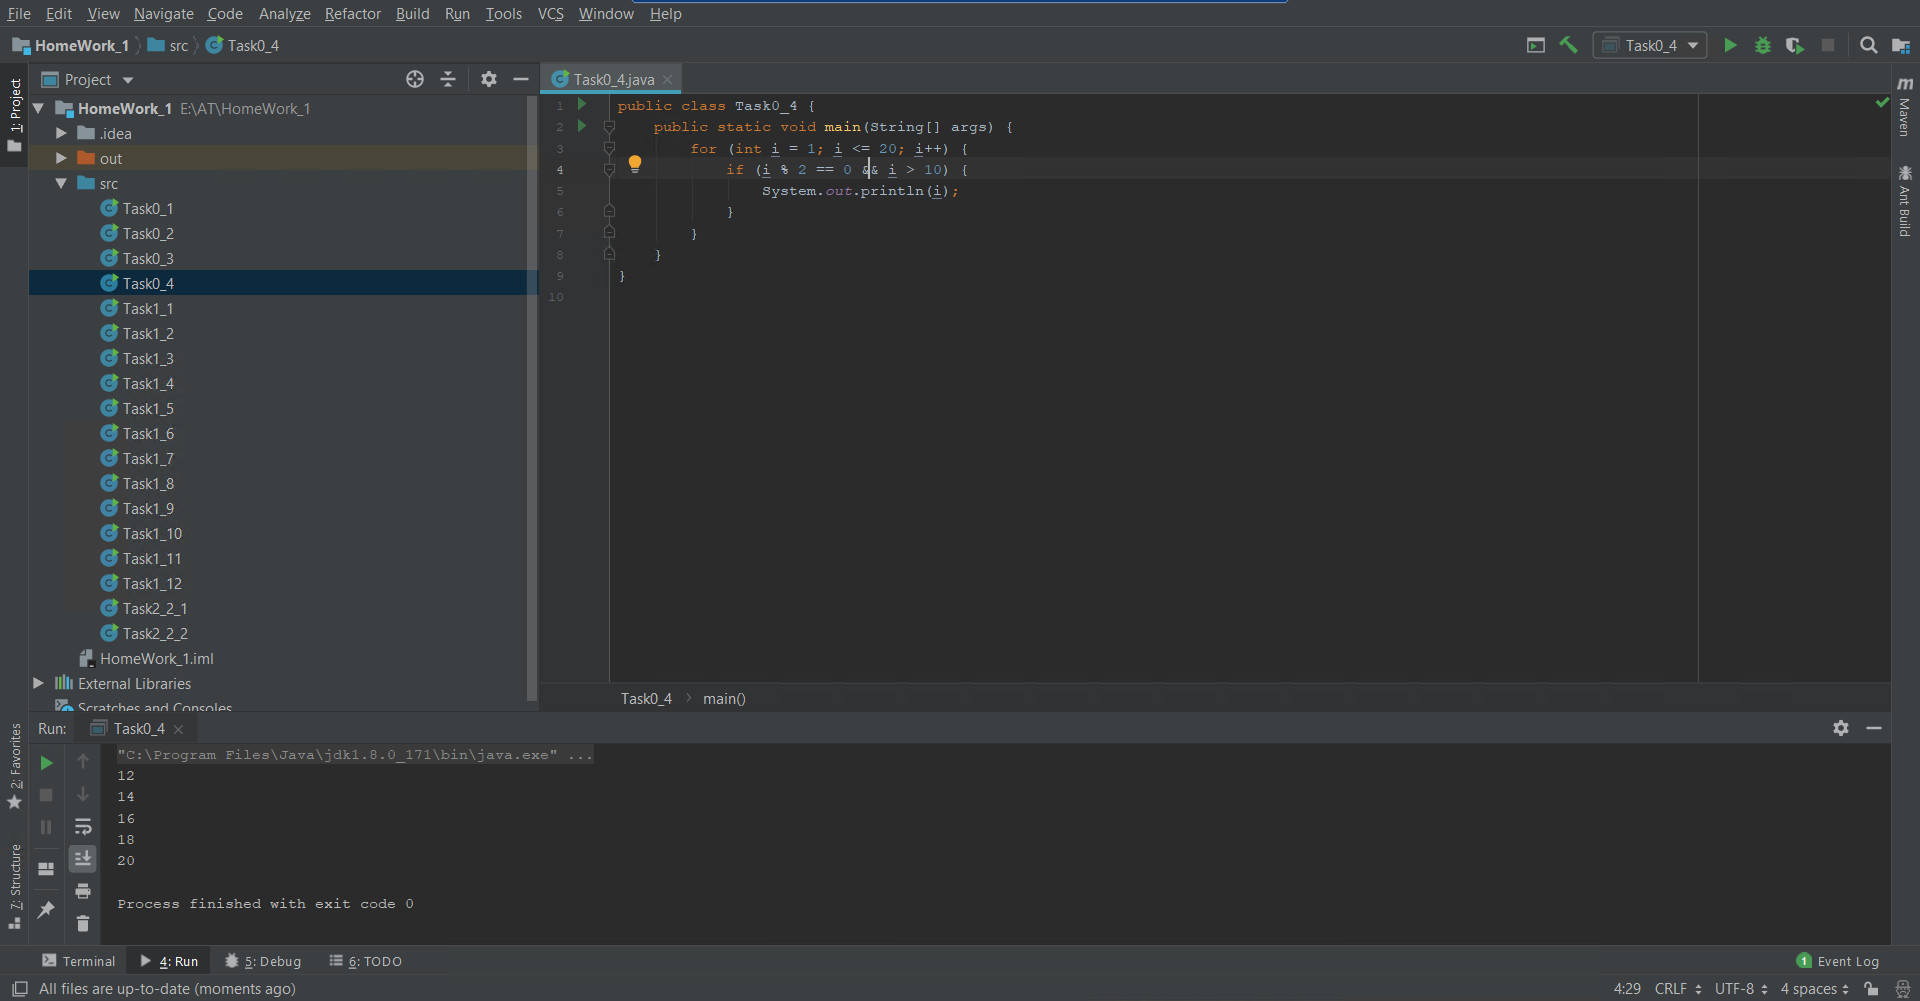 File Edit View Navigate Code Analyze Refactor Build Run Tools VCS Window Help
HomeWork_1 src Task0_4
Task0_4
1: Project
Project
Task0_4.java
HomeWork_1 E:\AT\HomeWork_1
.idea
out
src
Task0_1
Task0_2
Task0_3
Task0_4
Task1_1
Task1_2
Task1_3
Task1_4
Task1_5
Task1_6
Task1_7
Task1_8
Task1_9
Task1_10
Task1_11
Task1_12
Task2_2_1
Task2_2_2
HomeWork_1.iml
External Libraries
Scratches and Consoles
1 public class Task0_4 {
2 public static void main(String[] args) {
3 for (int i = 1; i <= 20; i++) {
4 if (i % 2 == 0 && i > 10) {
5 System.out.println(i);
6 }
7 }
8 }
9 }
10
Task0_4 main()
m Maven
Ant Build
2: Favorites
7: Structure
Run: Task0_4
"C:\Program Files\Java\jdk1.8.0_171\bin\java.exe" ...
12
14
16
18
20
Process finished with exit code 0
Terminal 4: Run 5: Debug 6: TODO 1 Event Log
All files are up-to-date (moments ago) 4:29 CRLF UTF-8 4 spaces